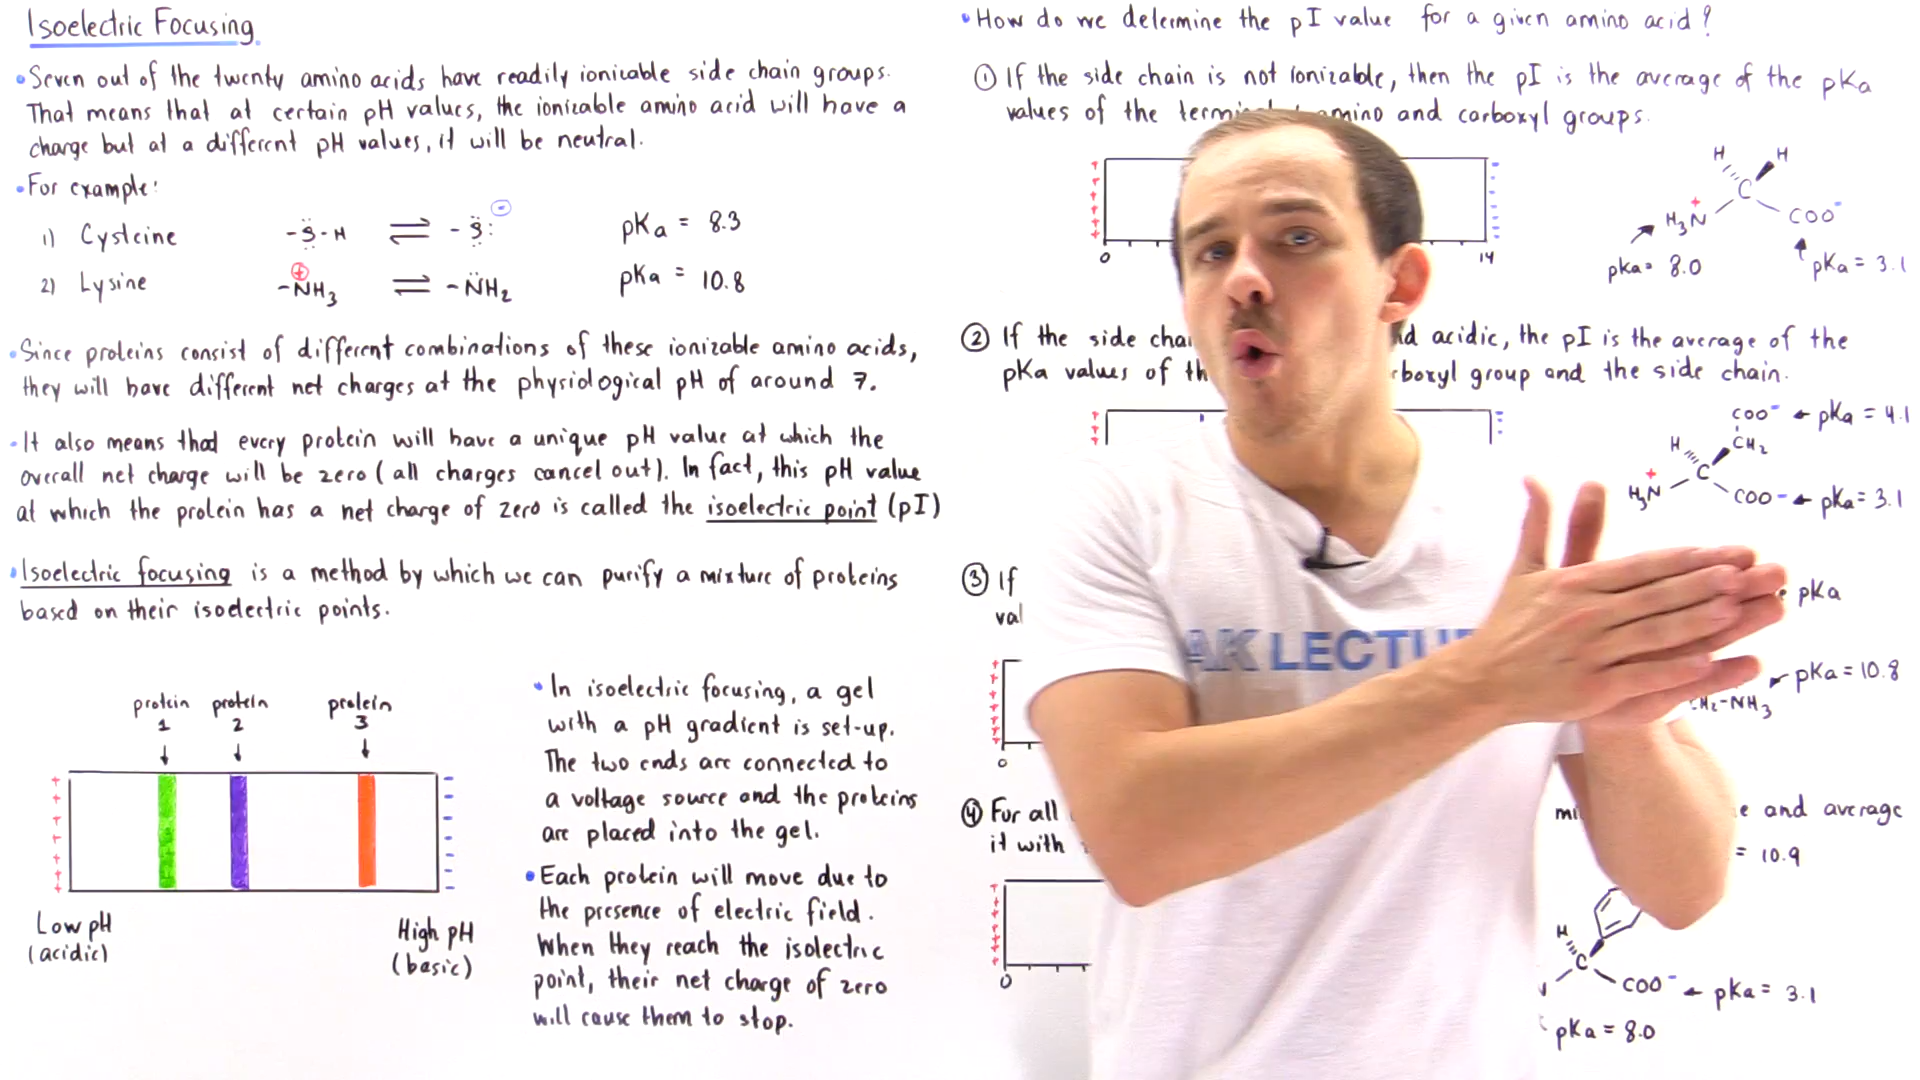 Isoelectric Focusing
• Seven out of the twenty amino acids have readily ionizable side chain groups.
That means that at certain pH values, the ionizable amino acid will have a
charge but at a different pH values, it will be neutral.
• For example:
1) Cysteine -S-H ⇌ -S: - pKa = 8.3
2) Lysine -NH3 + ⇌ -NH2 pKa = 10.8
• Since proteins consist of different combinations of these ionizable amino acids,
they will have different net charges at the physiological pH of around 7.
• It also means that every protein will have a unique pH value at which the
overall net charge will be zero (all charges cancel out). In fact, this pH value
at which the protein has a net charge of zero is called the isoelectric point (pI)
• Isoelectric focusing is a method by which we can purify a mixture of proteins
based on their isoelectric points.
protein 1
protein 2
protein 3
Low pH
(acidic)
High pH
(basic)
• In isoelectric focusing, a gel
with a pH gradient is set-up.
The two ends are connected to
a voltage source and the proteins
are placed into the gel.
• Each protein will move due to
the presence of electric field.
When they reach the isolectric
point, their net charge of zero
will cause them to stop.
• How do we determine the pI value for a given amino acid?
① If the side chain is not ionizable, then the pI is the average of the pKa
values of the amino and carboxyl groups.
0 14
H H
C
H3N + COO-
pKa= 8.0 pKa = 3.1
② If the side acidic, the pI is the average of the
pKa values of group and the side chain.
COO- ← pKa = 4.1
CH2
H
C
H3N + COO- ← pKa = 3.1
③ If pKa
0
-NH3 pKa = 10.8
④ For all and average
it with = 10.9
0
H
C
COO- ← pKa = 3.1
pKa = 8.0
AK LECTU